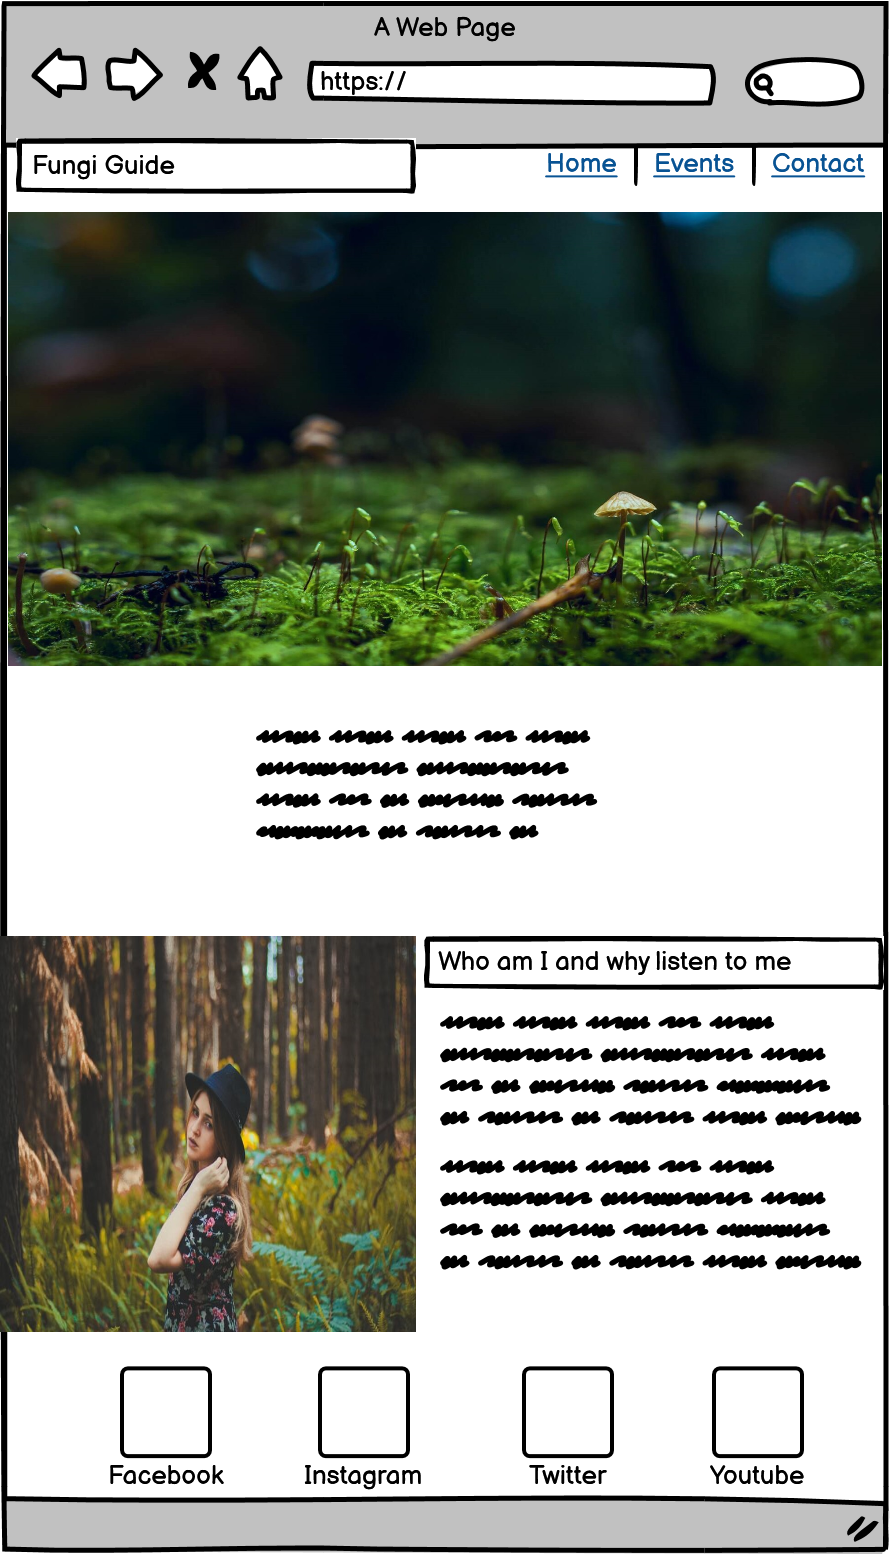 A Web Page
https://
Fungi Guide
Home Events Contact
Who am I and why listen to me
Facebook Instagram Twitter Youtube